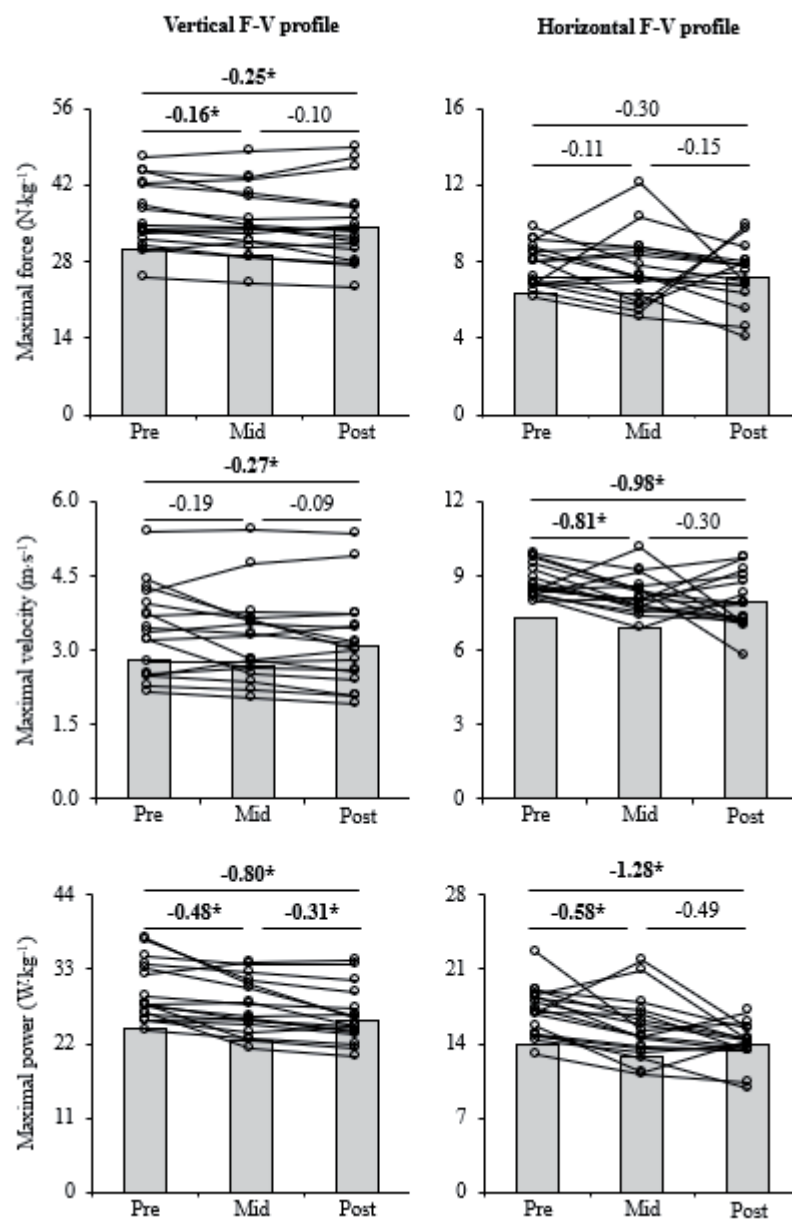 Vertical F-V profile
Horizontal F-V profile
-0.25*
-0.16*
-0.10
Maximal force (N·kg⁻¹)
56
42
28
14
0
Pre
Mid
Post
-0.30
-0.11
-0.15
16
12
8
4
0
Pre
Mid
Post
-0.27*
-0.19
-0.09
Maximal velocity (m·s⁻¹)
6.0
4.5
3.0
1.5
0.0
Pre
Mid
Post
-0.98*
-0.81*
-0.30
12
9
6
3
0
Pre
Mid
Post
-0.80*
-0.48*
-0.31*
Maximal power (W·kg⁻¹)
44
33
22
11
0
Pre
Mid
Post
-1.28*
-0.58*
-0.49
28
21
14
7
0
Pre
Mid
Post